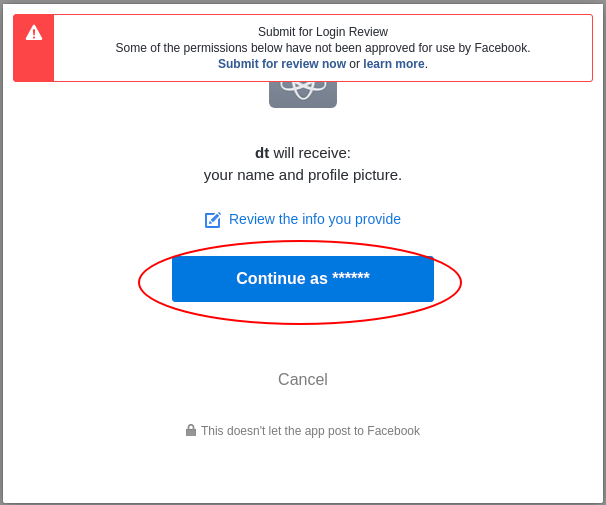 Submit for Login Review
Some of the permissions below have not been approved for use by Facebook.
Submit for review now or learn more.
dt will receive:
your name and profile picture.
Review the info you provide
Continue as ******
Cancel
This doesn't let the app post to Facebook